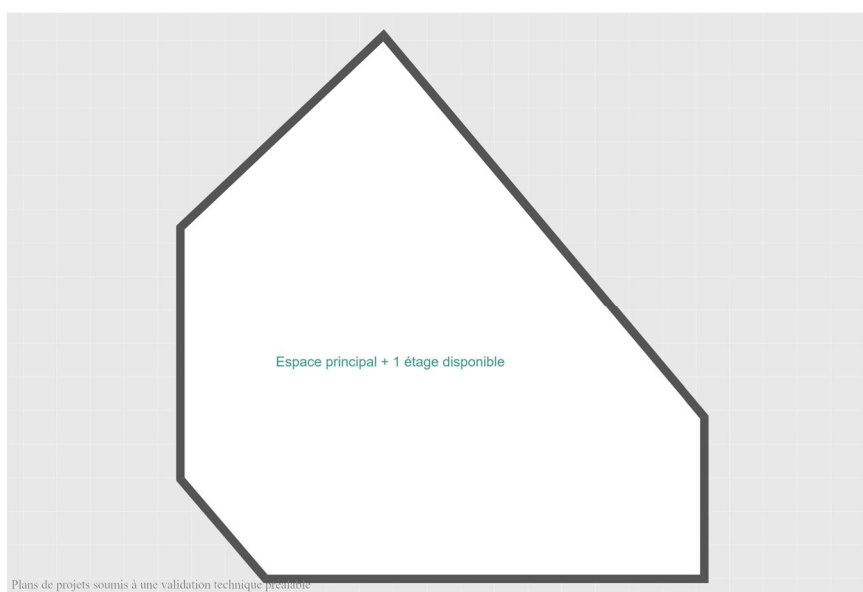 Espace principal + 1 étage disponible
Plans de projets soumis à une validation technique préalable